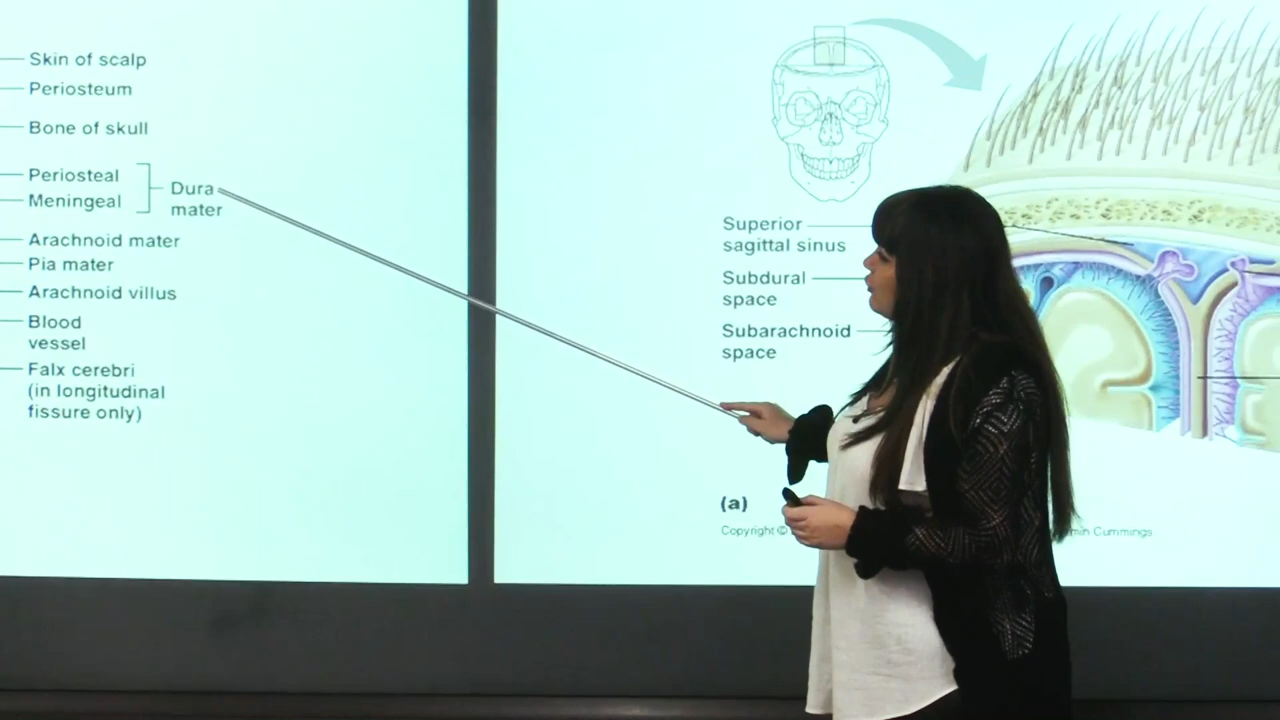 Skin of scalp
Periosteum
Bone of skull
Periosteal
Meningeal
Dura
mater
Arachnoid mater
Pia mater
Arachnoid villus
Blood
vessel
Falx cerebri
(in longitudinal
fissure only)
Superior
sagittal sinus
Subdural
space
Subarachnoid
space
(a)
Copyright ©
Cummings